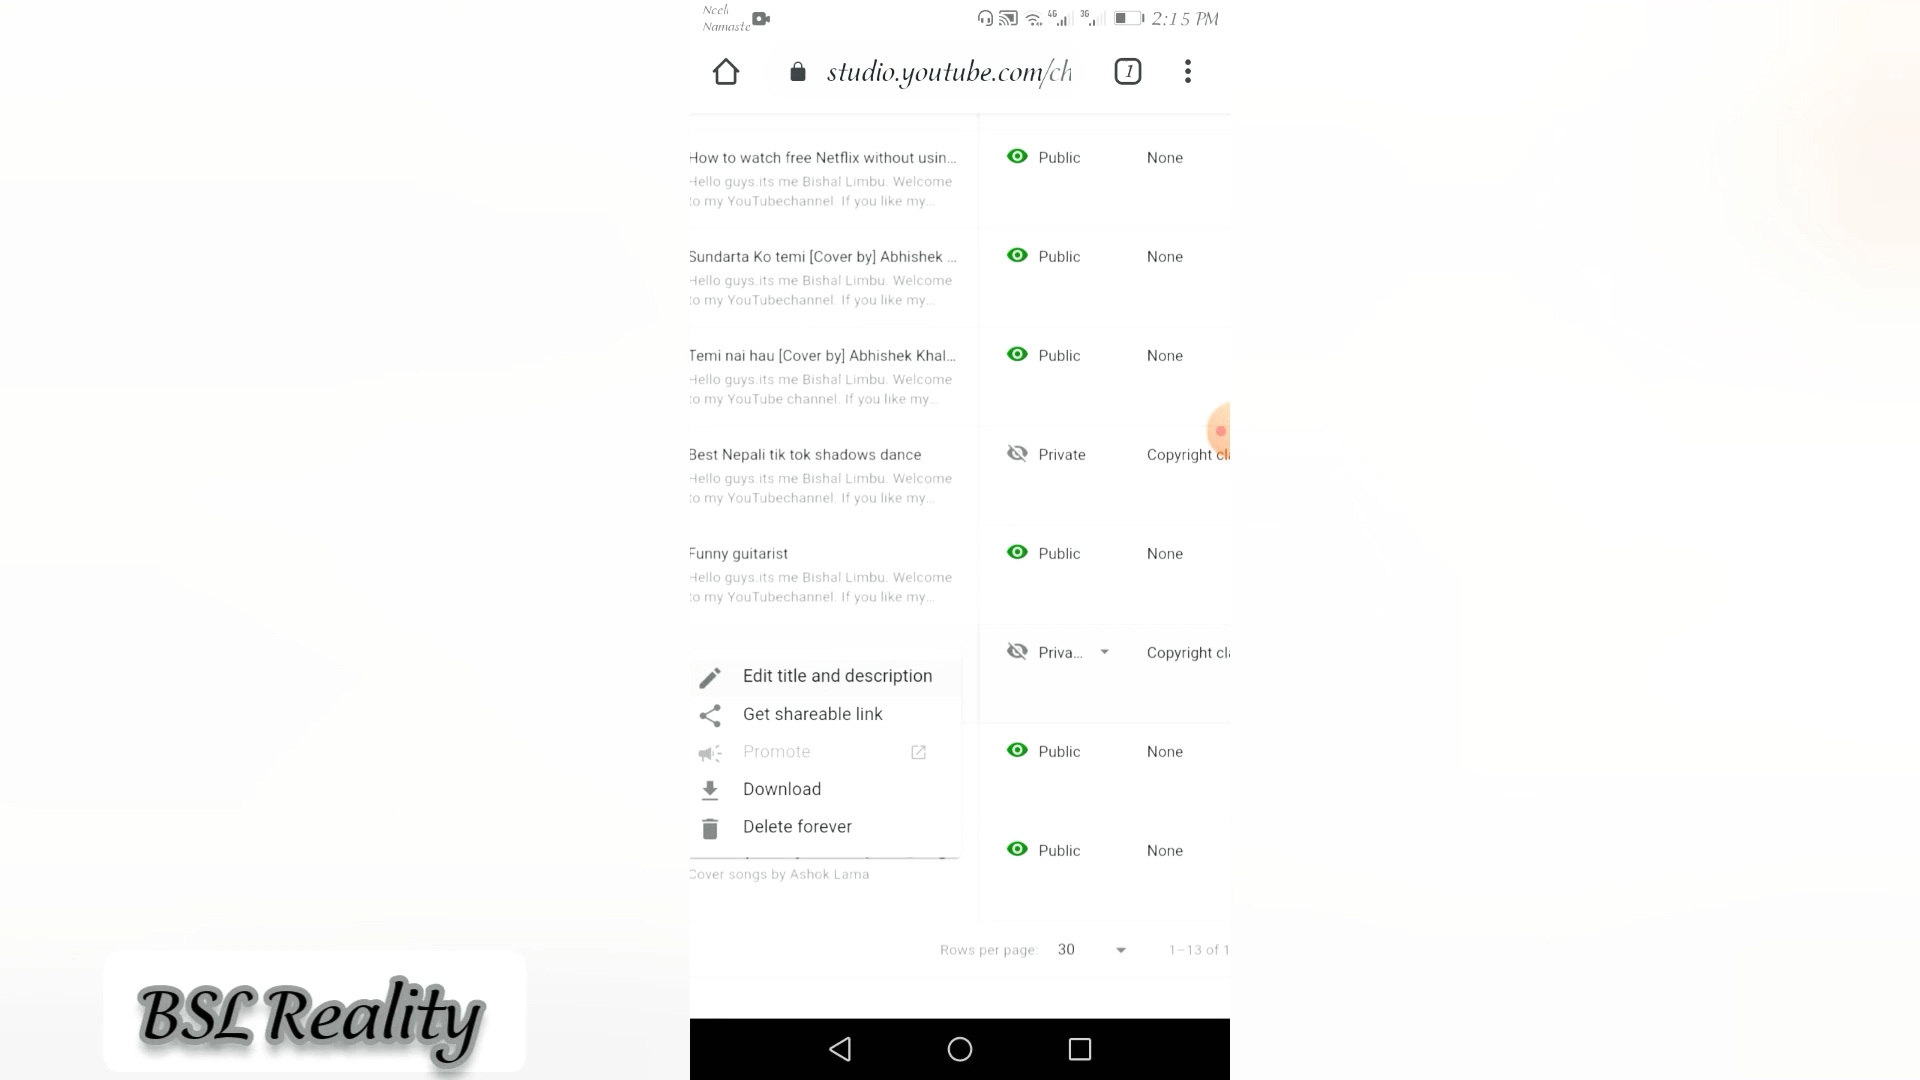 Ncell
Namaste
4G
3G
2:15 PM
studio.youtube.com/ch
1
How to watch free Netflix without usin...
Public
None
Hello guys.its me Bishal Limbu. Welcome
to my YouTubechannel. If you like my...
Sundarta Ko temi [Cover by] Abhishek ...
Public
None
Hello guys.its me Bishal Limbu. Welcome
to my YouTubechannel. If you like my...
Temi nai hau [Cover by] Abhishek Khal...
Public
None
Hello guys.its me Bishal Limbu. Welcome
to my YouTube channel. If you like my...
Best Nepali tik tok shadows dance
Private
Copyright cl
Hello guys.its me Bishal Limbu. Welcome
to my YouTubechannel. If you like my...
Funny guitarist
Public
None
Hello guys.its me Bishal Limbu. Welcome
to my YouTubechannel. If you like my...
Priva...
Copyright cla
Edit title and description
Get shareable link
Promote
Public
None
Download
Delete forever
Public
None
Cover songs by Ashok Lama
Rows per page:
30
1–13 of 1
BSL Reality